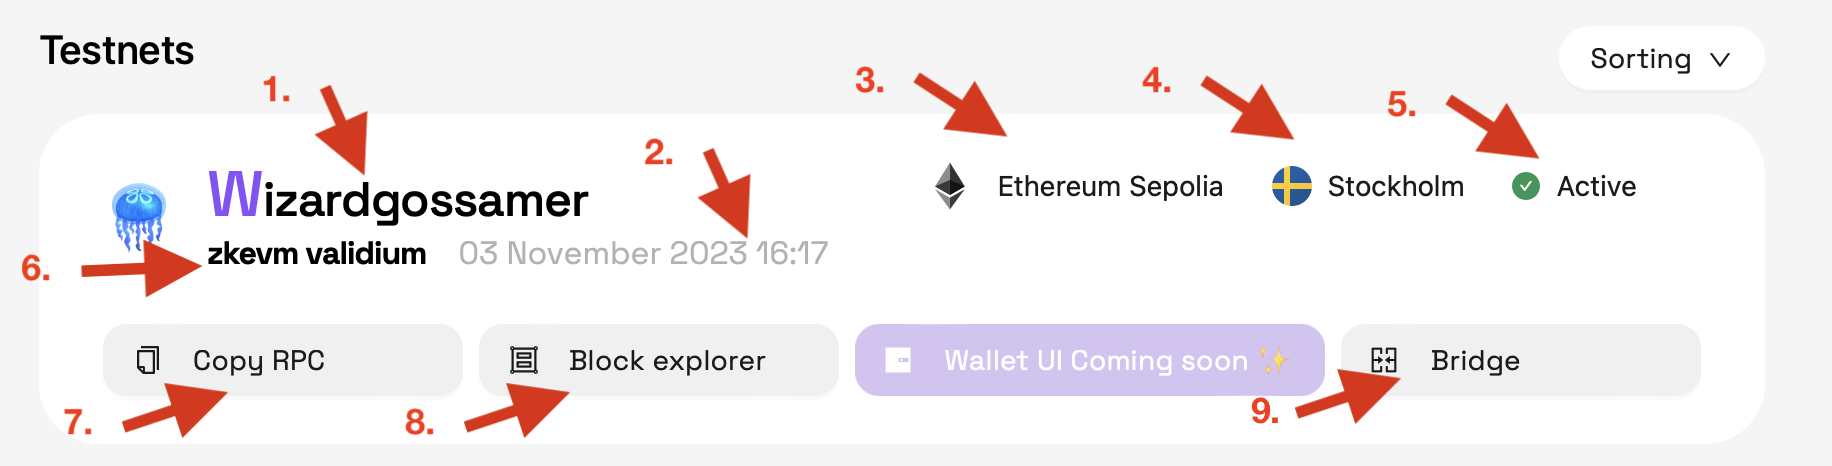 Testnets
Sorting
1.
2.
3.
4.
5.
Wizardgossamer
Ethereum Sepolia
Stockholm
Active
6.
zkevm validium
03 November 2023 16:17
Copy RPC
Block explorer
Wallet UI Coming soon ✨
Bridge
7.
8.
9.